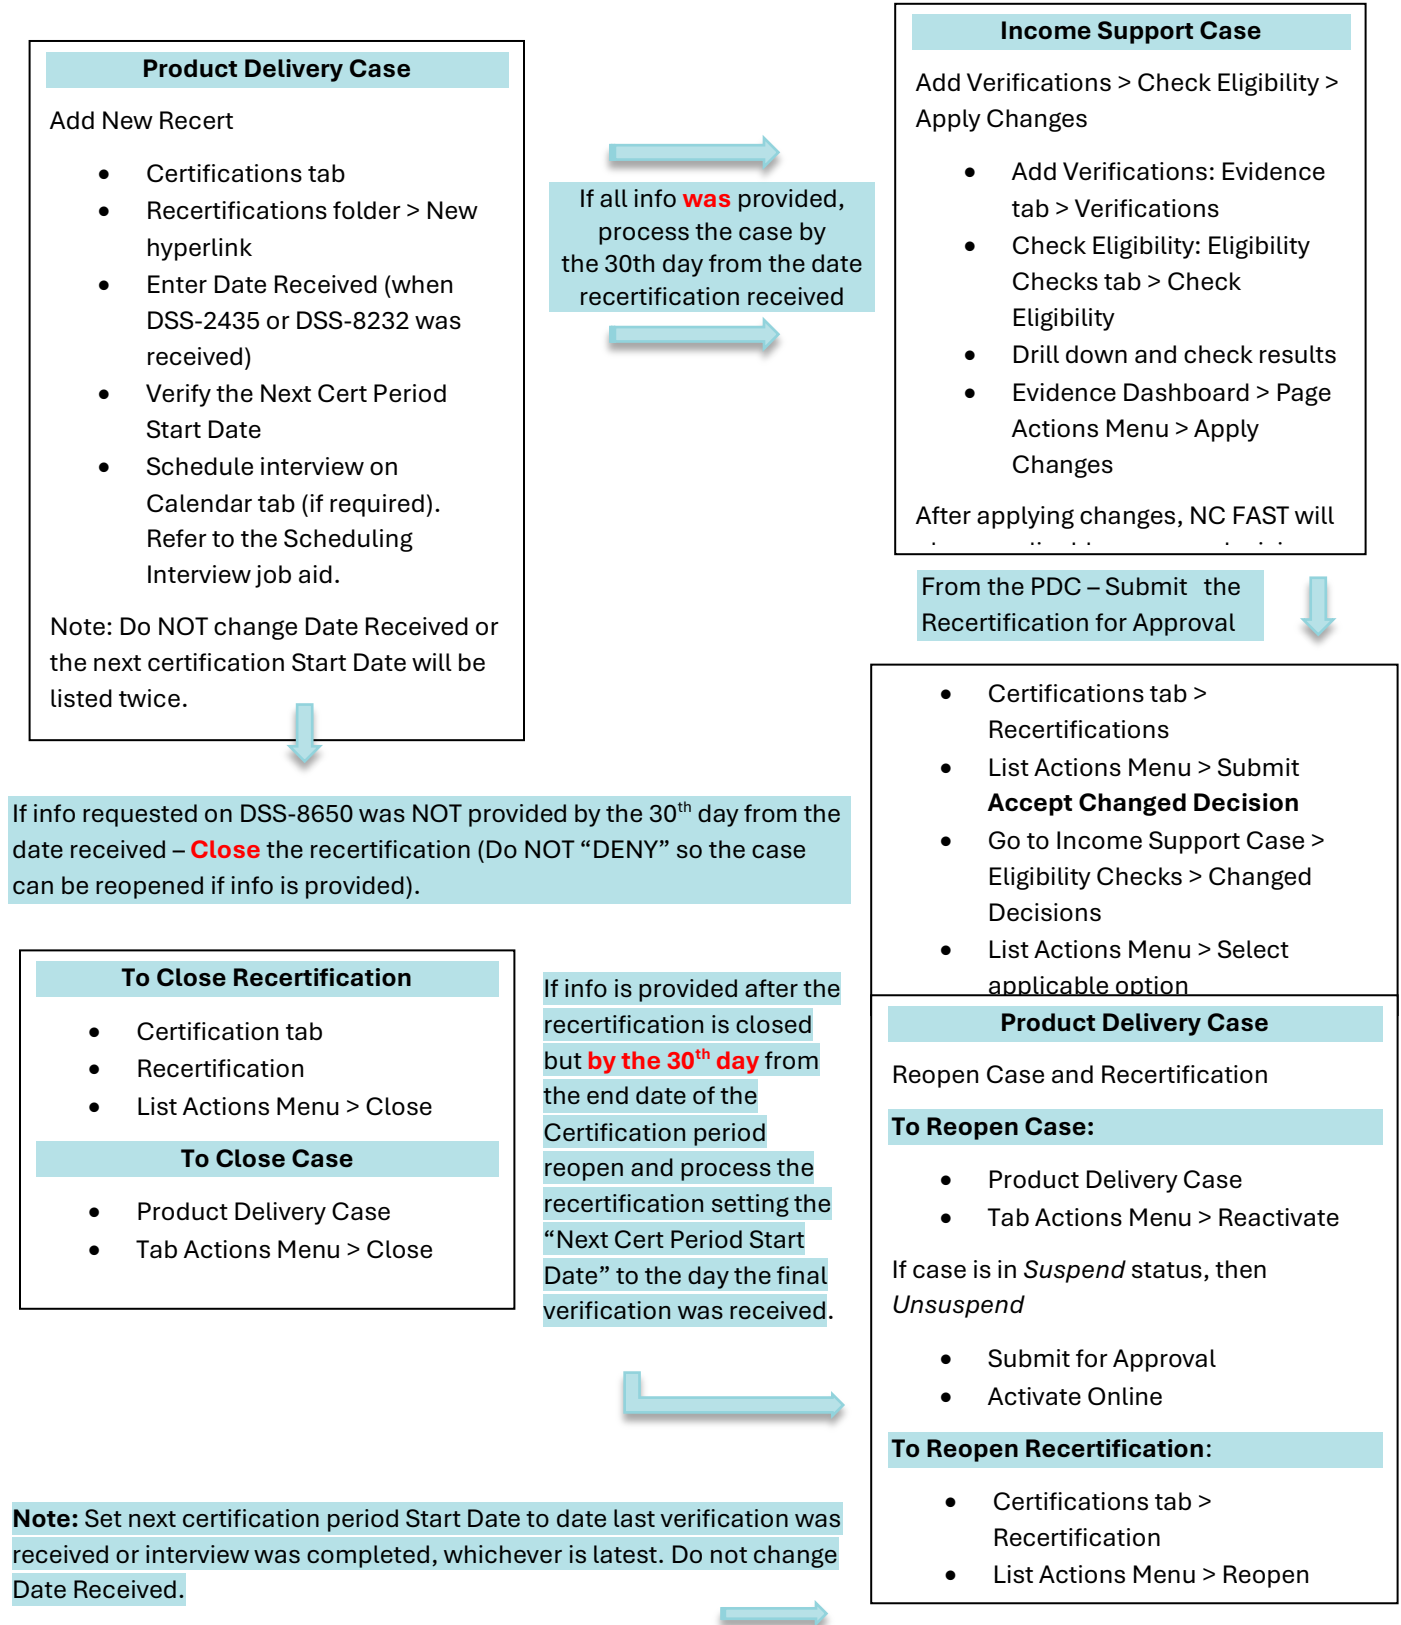 Product Delivery Case
Add New Recert
• Certifications tab
• Recertifications folder > New
hyperlink
• Enter Date Received (when
DSS-2435 or DSS-8232 was
received)
• Verify the Next Cert Period
Start Date
• Schedule interview on
Calendar tab (if required).
Refer to the Scheduling
Interview job aid.
Note: Do NOT change Date Received or
the next certification Start Date will be
listed twice.
If all info was provided,
process the case by
the 30th day from the date
recertification received
Income Support Case
Add Verifications > Check Eligibility >
Apply Changes
• Add Verifications: Evidence
tab > Verifications
• Check Eligibility: Eligibility
Checks tab > Check
Eligibility
• Drill down and check results
• Evidence Dashboard > Page
Actions Menu > Apply
Changes
After applying changes, NC FAST will
From the PDC – Submit the
Recertification for Approval
• Certifications tab >
Recertifications
• List Actions Menu > Submit
Accept Changed Decision
• Go to Income Support Case >
Eligibility Checks > Changed
Decisions
• List Actions Menu > Select
applicable option
If info requested on DSS-8650 was NOT provided by the 30th day from the
date received – Close the recertification (Do NOT “DENY” so the case
can be reopened if info is provided).
To Close Recertification
• Certification tab
• Recertification
• List Actions Menu > Close
To Close Case
• Product Delivery Case
• Tab Actions Menu > Close
If info is provided after the
recertification is closed
but by the 30th day from
the end date of the
Certification period
reopen and process the
recertification setting the
“Next Cert Period Start
Date” to the day the final
verification was received.
Product Delivery Case
Reopen Case and Recertification
To Reopen Case:
• Product Delivery Case
• Tab Actions Menu > Reactivate
If case is in Suspend status, then
Unsuspend
• Submit for Approval
• Activate Online
To Reopen Recertification:
• Certifications tab >
Recertification
• List Actions Menu > Reopen
Note: Set next certification period Start Date to date last verification was
received or interview was completed, whichever is latest. Do not change
Date Received.